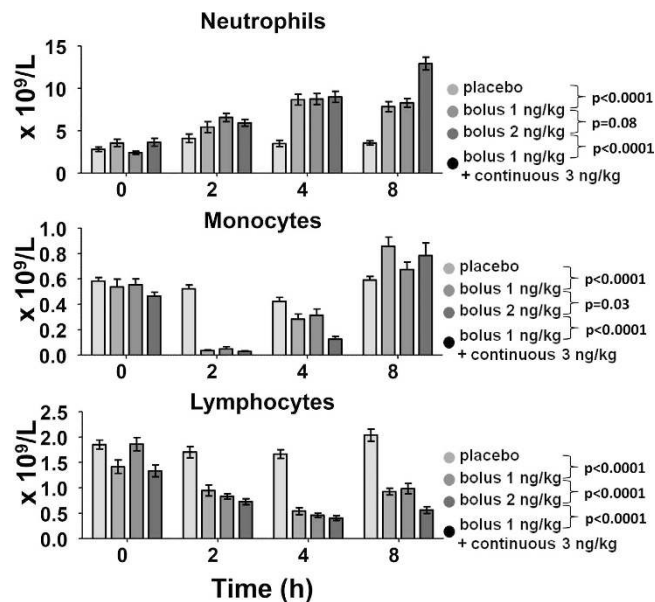 Neutrophils
x 10⁹/L
15
10
5
0
0 2 4 8
placebo
bolus 1 ng/kg
bolus 2 ng/kg
bolus 1 ng/kg
+ continuous 3 ng/kg
p<0.0001
p=0.08
p<0.0001
Monocytes
x 10⁹/L
1.0
0.8
0.6
0.4
0.2
0.0
0 2 4 8
placebo
bolus 1 ng/kg
bolus 2 ng/kg
bolus 1 ng/kg
+ continuous 3 ng/kg
p<0.0001
p=0.03
p<0.0001
Lymphocytes
x 10⁹/L
2.5
2.0
1.5
1.0
0.5
0.0
0 2 4 8
placebo
bolus 1 ng/kg
bolus 2 ng/kg
bolus 1 ng/kg
+ continuous 3 ng/kg
p<0.0001
p<0.0001
p<0.0001
Time (h)